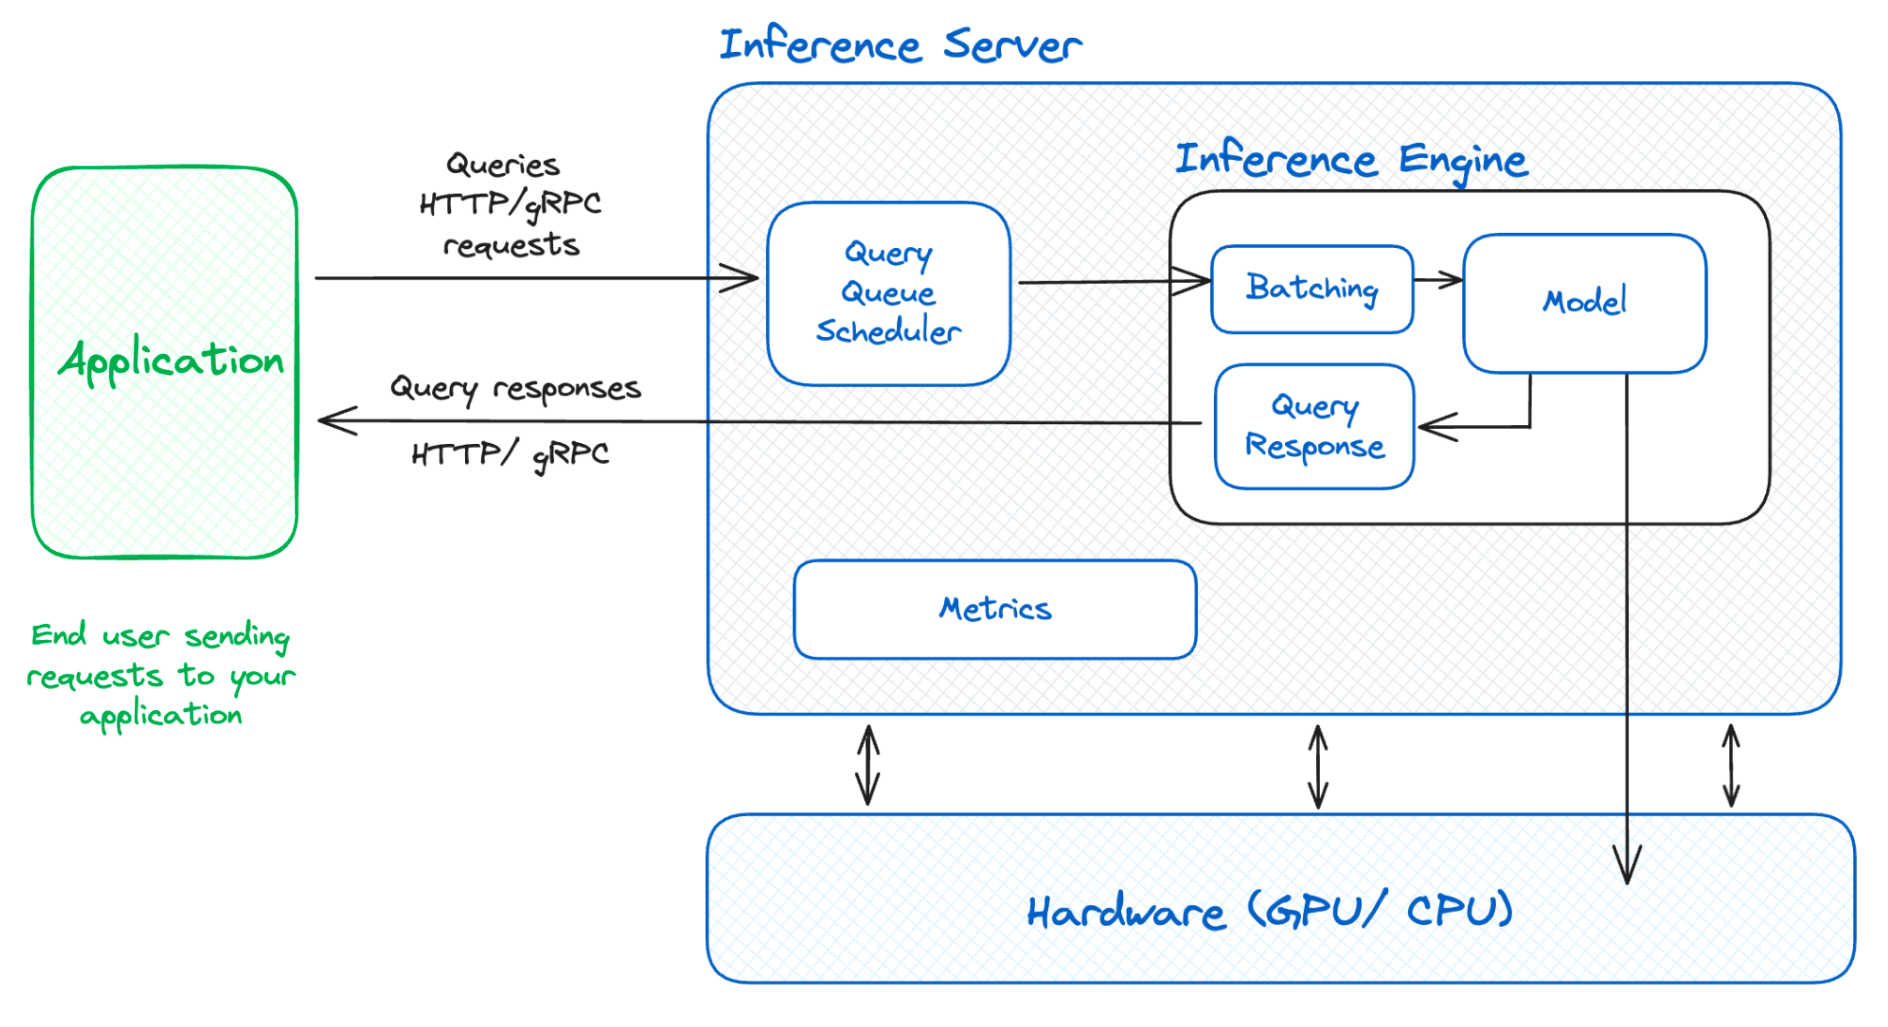 Inference Server
Inference Engine
Queries
HTTP/gRPC
requests
Query
Queue
Scheduler
Batching
Model
Application
Query responses
HTTP/ gRPC
Query
Response
Metrics
End user sending
requests to your
application
Hardware (GPU/ CPU)